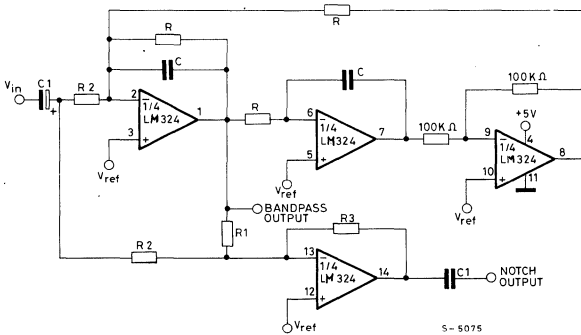 R
R
C
C
100KΩ
Vin
C1
+
R2
2
−
1/4
LM324
1
3
+
Vref
R
6
−
1/4
LM324
7
5
+
Vref
100KΩ
+5V
4
9
−
1/4
LM324
8
10
+
11
Vref
BANDPASS
OUTPUT
R1
R2
R3
13
−
1/4
LM324
14
12
+
Vref
C1
NOTCH
OUTPUT
S-5075